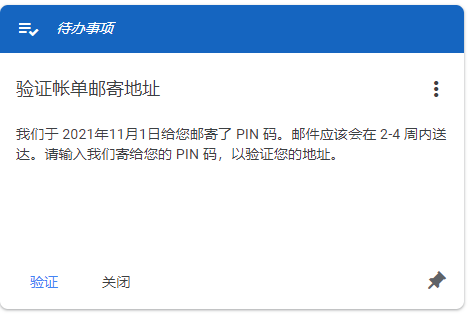 待办事项
验证帐单邮寄地址
我们于 2021年11月1日给您邮寄了 PIN 码。邮件应该会在 2-4 周内送
达。请输入我们寄给您的 PIN 码，以验证您的地址。
验证 关闭